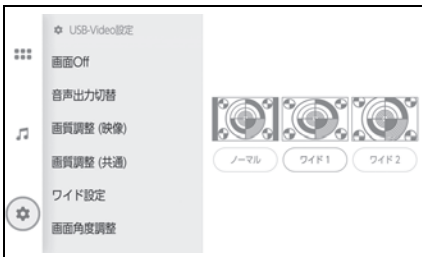 USB-Video設定
画面Off
音声出力切替
画質調整 (映像)
画質調整 (共通)
ワイド設定
画面角度調整
ノーマル
ワイド 1
ワイド 2